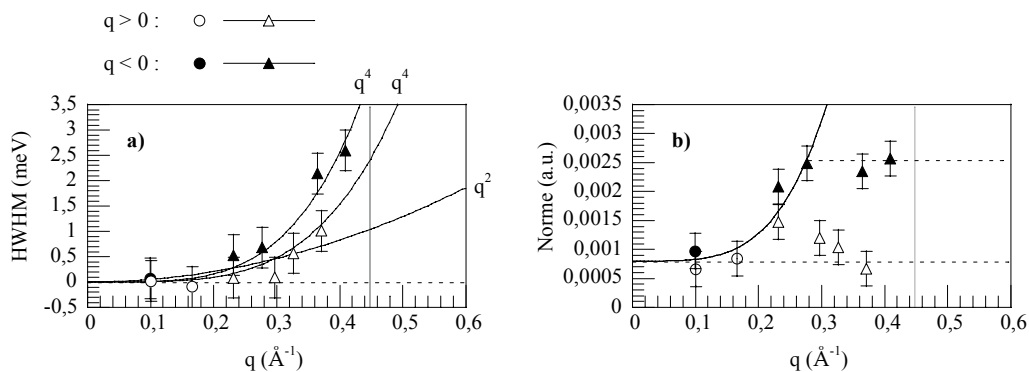 q > 0 :
q < 0 :
q⁴
q⁴
3,5
3
2,5
2
1,5
1
0,5
0
-0,5
a)
q²
HWHM (meV)
0
0,1
0,2
0,3
0,4
0,5
0,6
q (Å⁻¹)
0,0035
0,003
0,0025
0,002
0,0015
0,001
0,0005
0
b)
Norme (a.u.)
0
0,1
0,2
0,3
0,4
0,5
0,6
q (Å⁻¹)